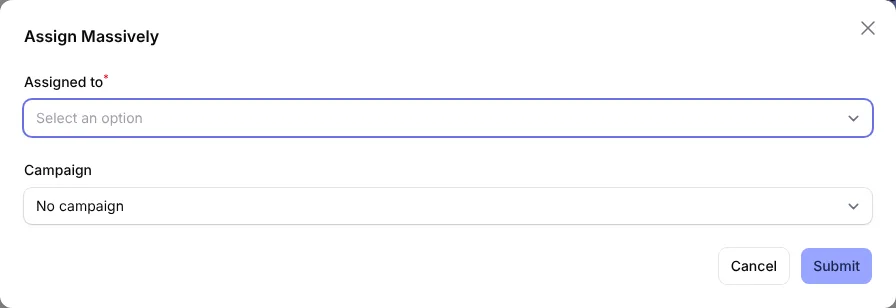 Assign Massively
Assigned to*
Select an option
Campaign
No campaign
Cancel
Submit